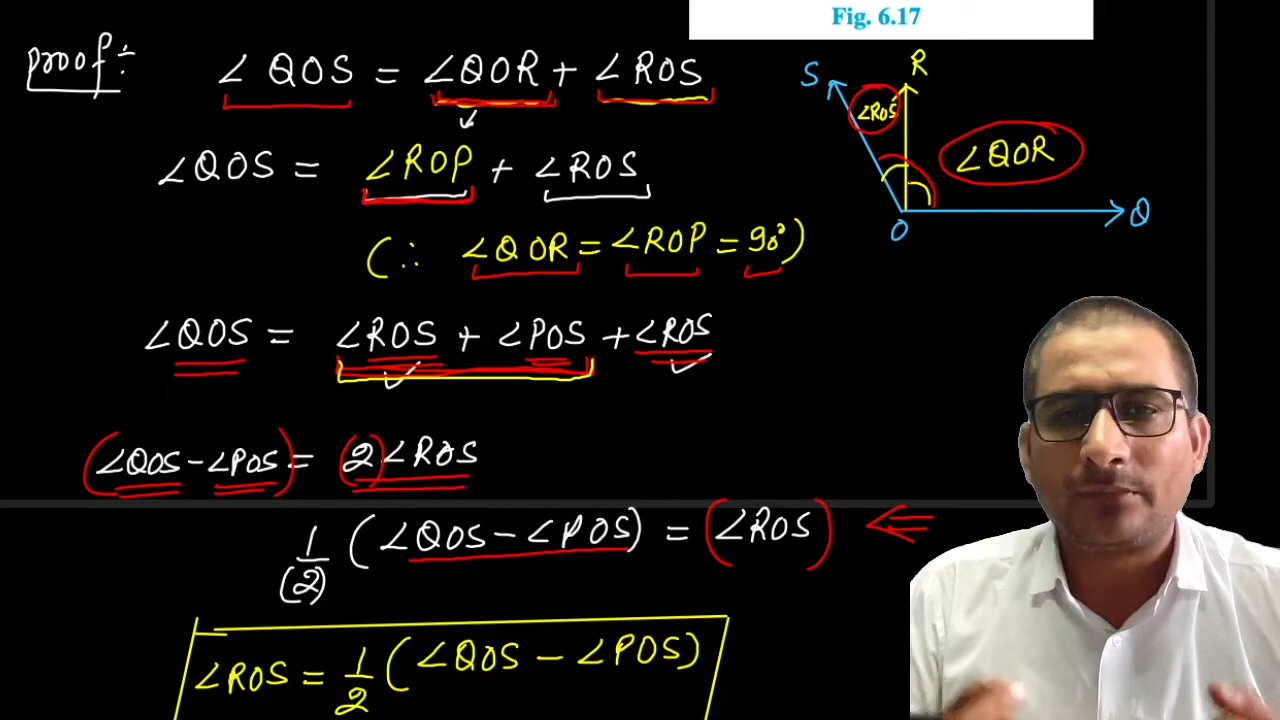 Fig. 6.17
proof:
∠QOS = ∠QOR + ∠ROS
∠QOS = ∠ROP + ∠ROS
(∵ ∠QOR = ∠ROP = 90°)
∠QOS = ∠ROS + ∠POS + ∠ROS
(∠QOS - ∠POS) = (2)∠ROS
1/(2) (∠QOS - ∠POS) = (∠ROS) ⇐
∠ROS = 1/2 (∠QOS - ∠POS)
S
R
∠ROS
∠QOR
O
Q